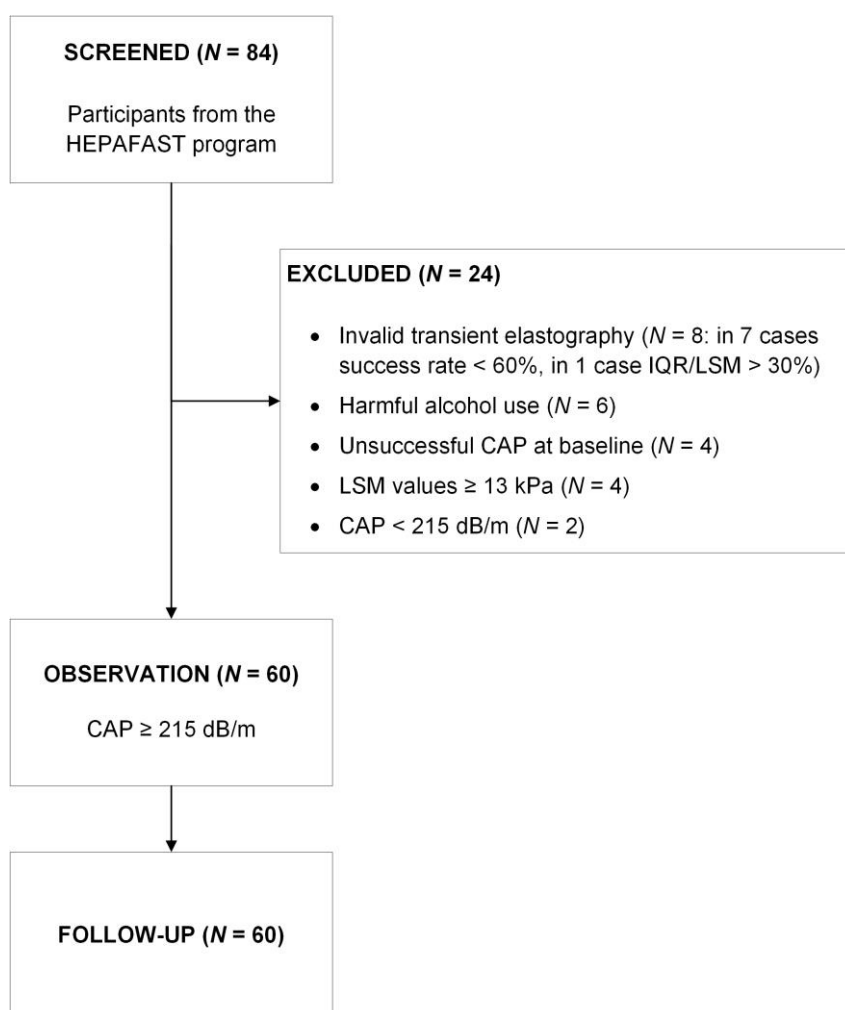 SCREENED (N = 84)
Participants from the
HEPAFAST program
EXCLUDED (N = 24)
• Invalid transient elastography (N = 8: in 7 cases
success rate < 60%, in 1 case IQR/LSM > 30%)
• Harmful alcohol use (N = 6)
• Unsuccessful CAP at baseline (N = 4)
• LSM values ≥ 13 kPa (N = 4)
• CAP < 215 dB/m (N = 2)
OBSERVATION (N = 60)
CAP ≥ 215 dB/m
FOLLOW-UP (N = 60)